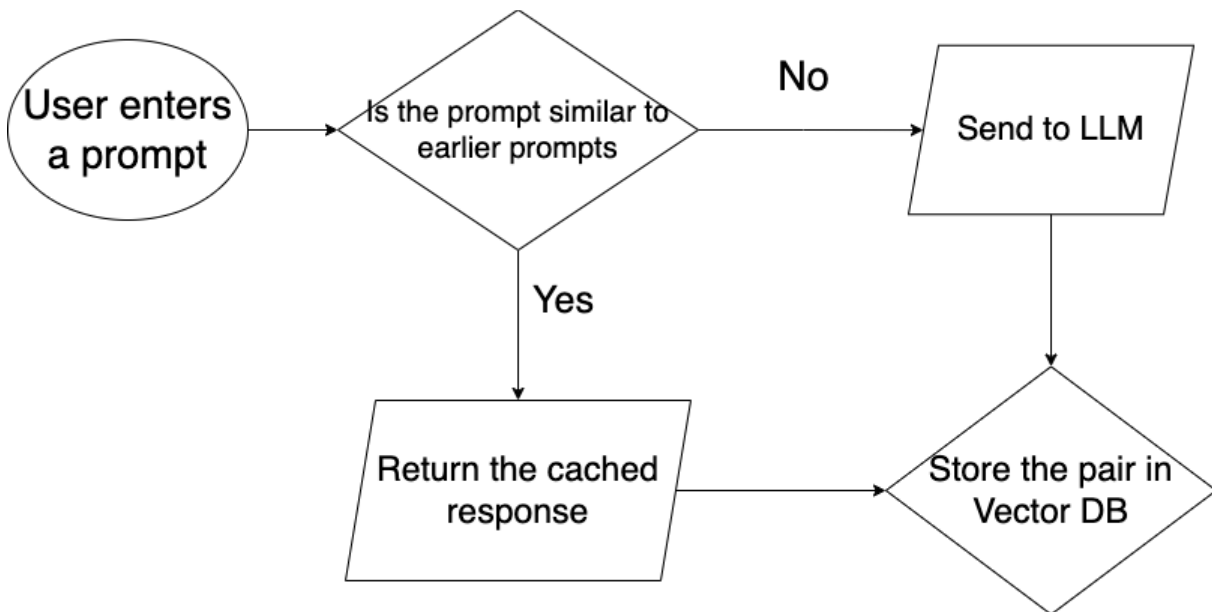 User enters
a prompt
Is the prompt similar to
earlier prompts
No
Send to LLM
Yes
Return the cached
response
Store the pair in
Vector DB